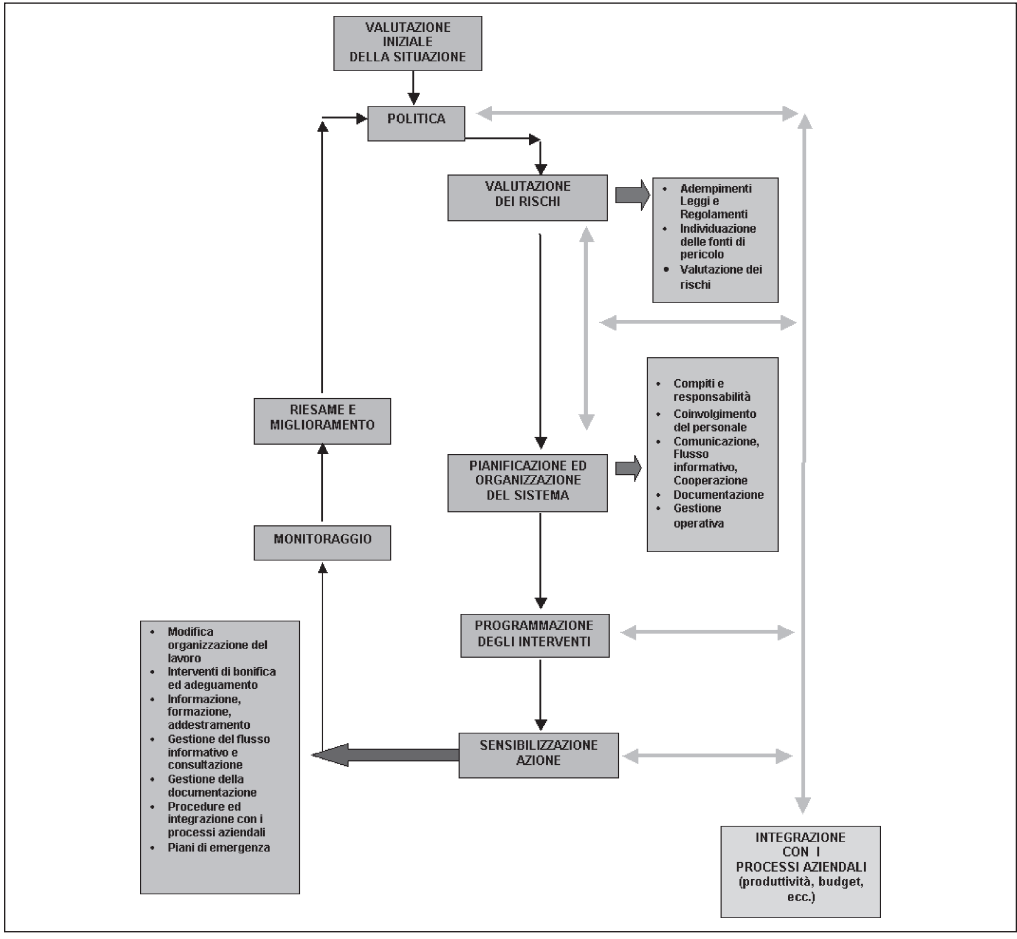 VALUTAZIONE
INIZIALE
DELLA SITUAZIONE
POLITICA
VALUTAZIONE
DEI RISCHI
• Adempimenti
Leggi e
Regolamenti
• Individuazione
delle fonti di
pericolo
• Valutazione dei
rischi
RIESAME E
MIGLIORAMENTO
PIANIFICAZIONE ED
ORGANIZZAZIONE
DEL SISTEMA
• Compiti e
responsabilità
• Coinvolgimento
del personale
• Comunicazione,
Flusso
informativo,
Cooperazione
• Documentazione
• Gestione
operativa
MONITORAGGIO
PROGRAMMAZIONE
DEGLI INTERVENTI
• Modifica
organizzazione del
lavoro
• Interventi di bonifica
ed adeguamento
• Informazione,
formazione,
addestramento
• Gestione del flusso
informativo e
consultazione
• Gestione della
documentazione
• Procedure ed
integrazione con i
processi aziendali
• Piani di emergenza
SENSIBILIZZAZIONE
AZIONE
INTEGRAZIONE
CON I
PROCESSI AZIENDALI
(produttività, budget,
ecc.)